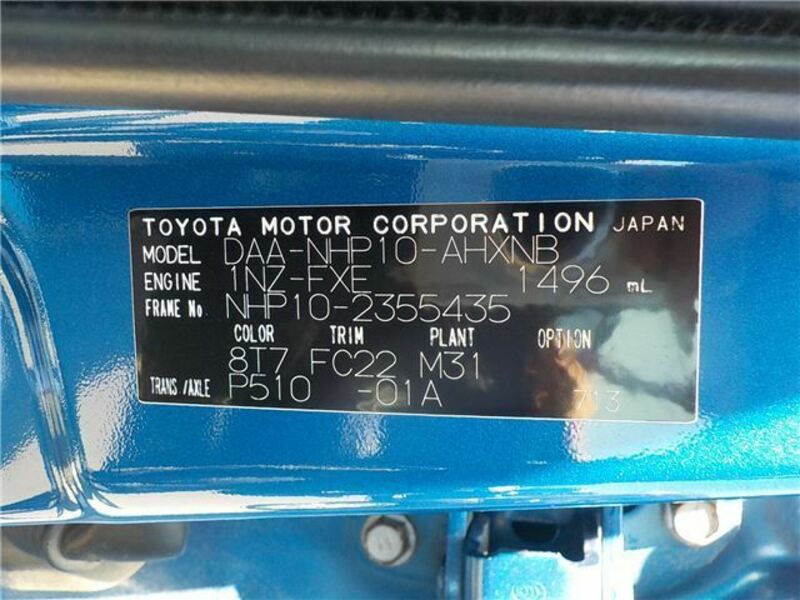 TOYOTA MOTOR CORPORATION JAPAN
MODEL DAA-NHP10-AHXNB
ENGINE 1NZ-FXE 1496 mL
FRAME No NHP10-2355435
COLOR TRIM PLANT OPTION
8T7 FC22 M31
TRANS./AXLE P510 -01A 713